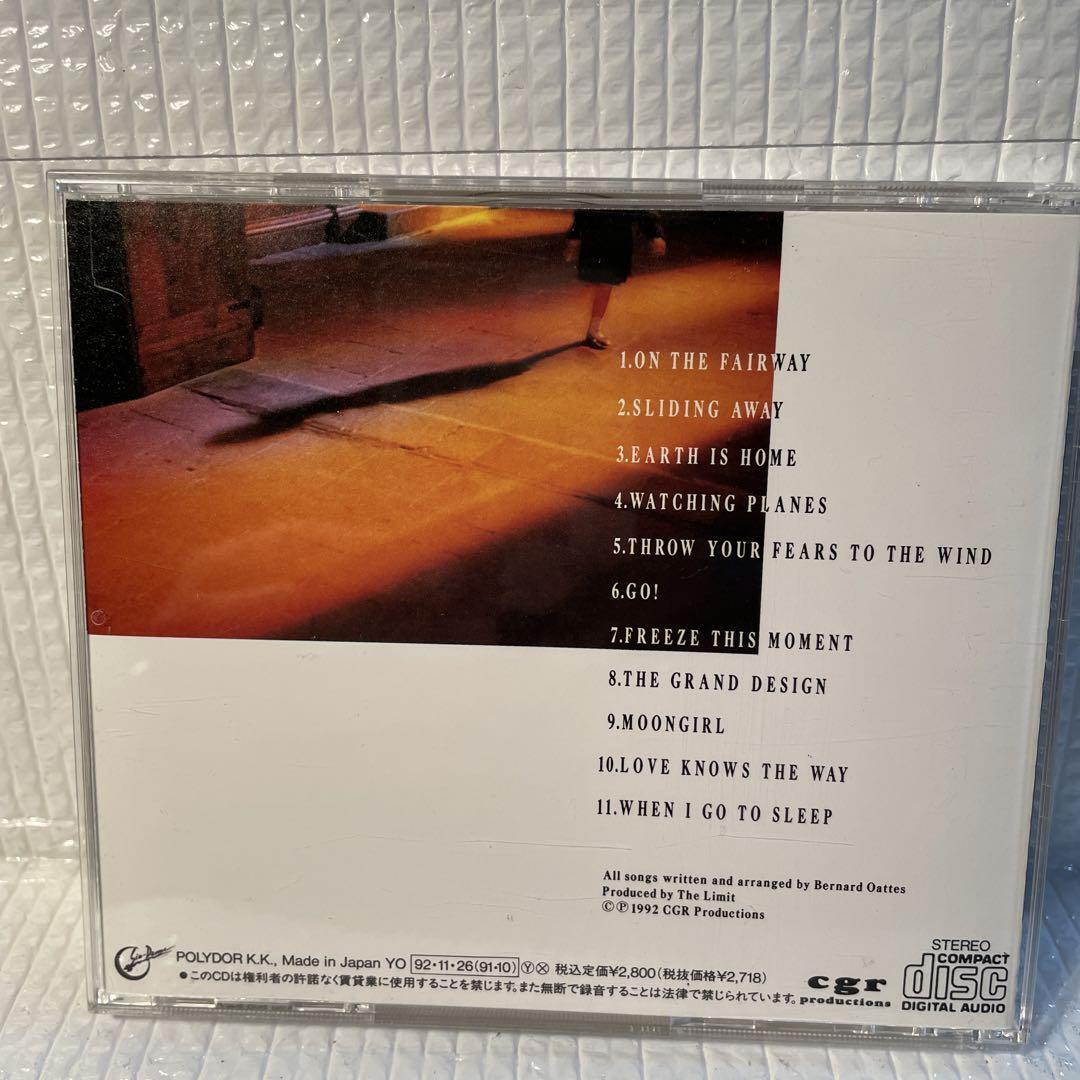 1.ON THE FAIRWAY
2.SLIDING AWAY
3.EARTH IS HOME
4.WATCHING PLANES
5.THROW YOUR FEARS TO THE WIND
6.GO!
7.FREEZE THIS MOMENT
8.THE GRAND DESIGN
9.MOONGIRL
10.LOVE KNOWS THE WAY
11.WHEN I GO TO SLEEP
All songs written and arranged by Bernard Oattes
Produced by The Limit
©℗1992 CGR Productions
POLYDOR K.K., Made in Japan YO 92・11・26(91・10) Ⓨ 税込定価¥2,800(税抜価格¥2,718)
●このCDは権利者の許諾なく賃貸業に使用することを禁じます。また無断で録音することは法律で禁じられています。
cgr
productions
STEREO
COMPACT
disc
DIGITAL AUDIO